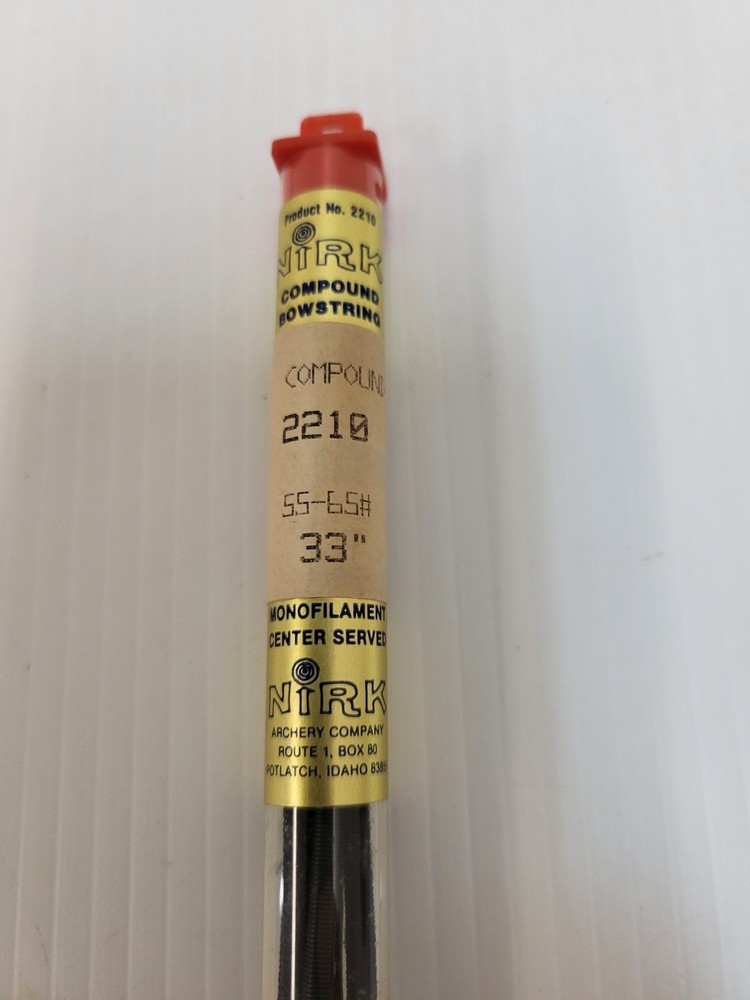 Product No. 2210
NiRK
COMPOUND
BOWSTRING
COMPOUND
2210
55-65#
33"
MONOFILAMENT
CENTER SERVED
NiRK
ARCHERY COMPANY
ROUTE 1, BOX 80
POTLATCH, IDAHO